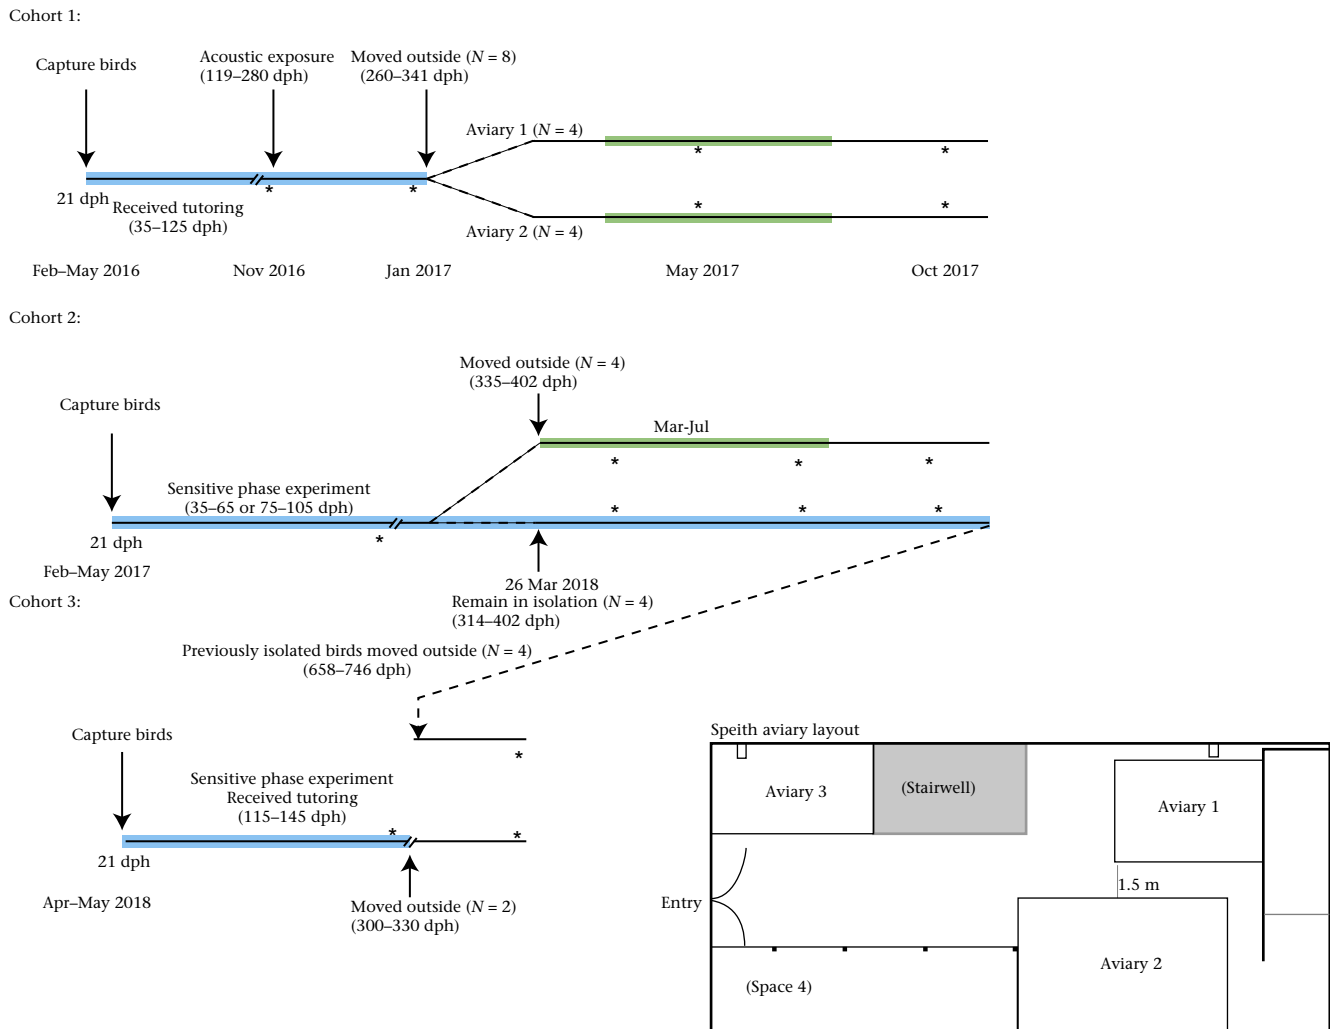 Cohort 1:
Capture birds
Acoustic exposure
(119–280 dph)
Moved outside (N = 8)
(260–341 dph)
Aviary 1 (N = 4)
*
*
21 dph
*
*
Received tutoring
(35–125 dph)
*
*
Aviary 2 (N = 4)
Feb–May 2016
Nov 2016
Jan 2017
May 2017
Oct 2017
Cohort 2:
Moved outside (N = 4)
(335–402 dph)
Capture birds
Mar-Jul
*
*
*
Sensitive phase experiment
(35–65 or 75–105 dph)
*
*
*
21 dph
*
Feb–May 2017
26 Mar 2018
Remain in isolation (N = 4)
(314–402 dph)
Cohort 3:
Previously isolated birds moved outside (N = 4)
(658–746 dph)
Capture birds
*
Sensitive phase experiment
Received tutoring
(115–145 dph)
*
*
21 dph
Apr–May 2018
Moved outside (N = 2)
(300–330 dph)
Speith aviary layout
Aviary 3
(Stairwell)
Aviary 1
1.5 m
Entry
Aviary 2
(Space 4)